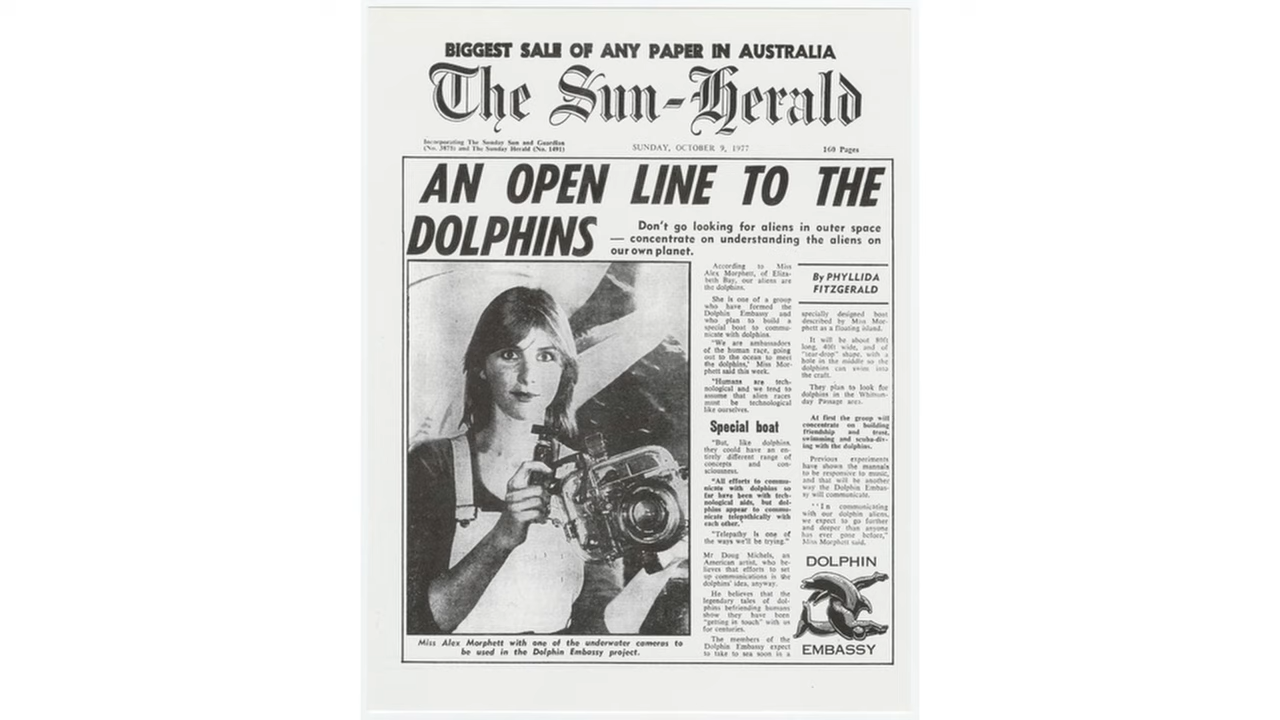 BIGGEST SALE OF ANY PAPER IN AUSTRALIA
The Sun-Herald
Incorporating The Sunday Sun and Guardian
(No. 3875) and The Sunday Herald (No. 1491)
SUNDAY, OCTOBER 9, 1977
160 Pages
AN OPEN LINE TO THE
DOLPHINS
Don't go looking for aliens in outer space
— concentrate on understanding the aliens on
our own planet.
According to Miss
Alex Morphett, of Eliza-
beth Bay, our aliens are
the dolphins.
She is one of a group
who have formed the
Dolphin Embassy and
who plan to build a
special boat to commu-
nicate with dolphins.
"We are ambassadors
of the human race, going
out to the ocean to meet
the dolphins,' Miss Mor-
phett said this week.
"Humans are tech-
nological and we tend to
assume that alien races
must be technological
like ourselves.
Special boat
"But, like dolphins,
they could have an en-
tirely different range of
concepts and con-
sciousness.
"All efforts to commu-
nicate with dolphins so
far have been with tech-
nological aids, but dol-
phins appear to commu-
nicate telepathically with
each other."
"Telepathy is one of
the ways we'll be trying."
Mr Doug Michels, an
American artist, who be-
lieves that efforts to set
up communications is the
dolphins' idea, anyway.
He believes that the
legendary tales of dol-
phins befriending humans
show they have been
"getting in touch" with us
for centuries.
The members of the
Dolphin Embassy expect
to take to sea soon in a
By PHYLLIDA
FITZGERALD
specially designed boat
described by Miss Mor-
phett as a floating island.
It will be about 80ft
long, 40ft wide, and of
"tear-drop" shape, with a
hole in the middle so the
dolphins can swim into
the craft.
They plan to look for
dolphins in the Whitsun-
day Passage area.
At first the group will
concentrate on building
friendship and trust,
swimming and scuba-div-
ing with the dolphins.
Previous experiments
have shown the mammals
to be responsive to music,
and that will be another
way the Dolphin Embas-
sy will communicate.
"In communicating
with our dolphin aliens,
we expect to go further
and deeper than anyone
has ever gone before,"
Miss Morphett said.
DOLPHIN
EMBASSY
Miss Alex Morphett with one of the underwater cameras to
be used in the Dolphin Embassy project.